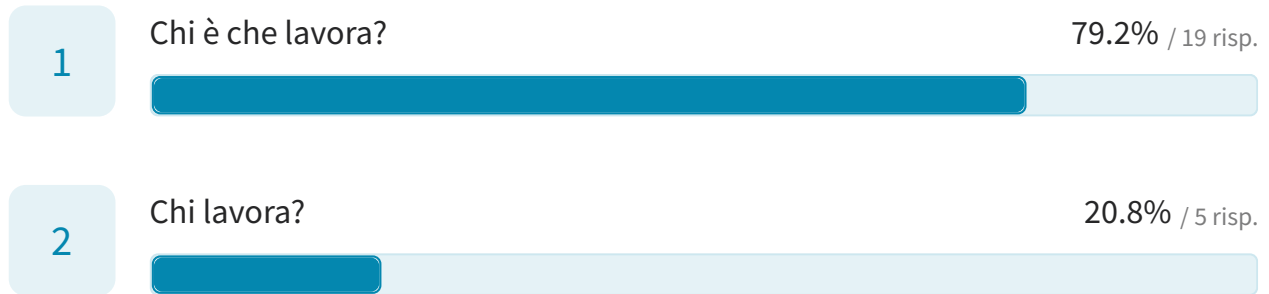 1 Chi è che lavora? 79.2% / 19 risp.
2 Chi lavora? 20.8% / 5 risp.